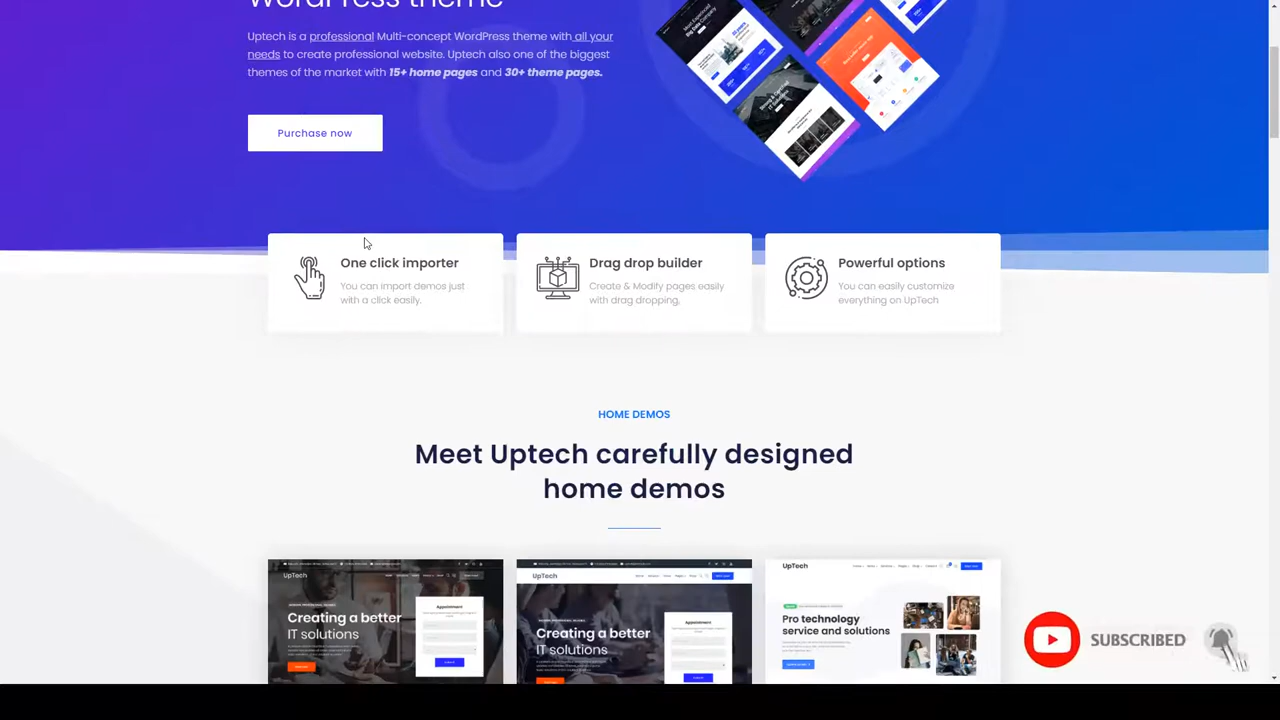 WordPress theme
Uptech is a professional Multi-concept WordPress theme with all your
needs to create professional website. Uptech also one of the biggest
themes of the market with 15+ home pages and 30+ theme pages.
Purchase now
One click importer
You can import demos just
with a click easily.
Drag drop builder
Create & Modify pages easily
with drag dropping.
Powerful options
You can easily customize
everything on UpTech
HOME DEMOS
Meet Uptech carefully designed
home demos
UpTech
Appointment
Creating a better
IT solutions
UpTech
Appointment
Creating a better
IT solutions
UpTech
Pro technology
service and solutions
SUBSCRIBED